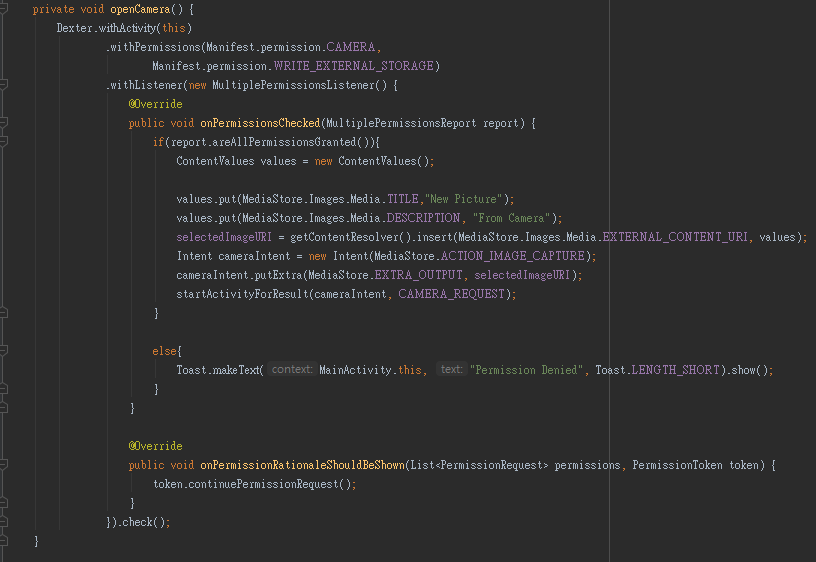 private void openCamera() {
Dexter.withActivity(this)
.withPermissions(Manifest.permission.CAMERA,
Manifest.permission.WRITE_EXTERNAL_STORAGE)
.withListener(new MultiplePermissionsListener() {
@Override
public void onPermissionsChecked(MultiplePermissionsReport report) {
if(report.areAllPermissionsGranted()){
ContentValues values = new ContentValues();
values.put(MediaStore.Images.Media.TITLE,"New Picture");
values.put(MediaStore.Images.Media.DESCRIPTION, "From Camera");
selectedImageURI = getContentResolver().insert(MediaStore.Images.Media.EXTERNAL_CONTENT_URI, values);
Intent cameraIntent = new Intent(MediaStore.ACTION_IMAGE_CAPTURE);
cameraIntent.putExtra(MediaStore.EXTRA_OUTPUT, selectedImageURI);
startActivityForResult(cameraIntent, CAMERA_REQUEST);
}
else{
Toast.makeText( context: MainActivity.this, text: "Permission Denied", Toast.LENGTH_SHORT).show();
}
}
@Override
public void onPermissionRationaleShouldBeShown(List<PermissionRequest> permissions, PermissionToken token) {
token.continuePermissionRequest();
}
}).check();
}